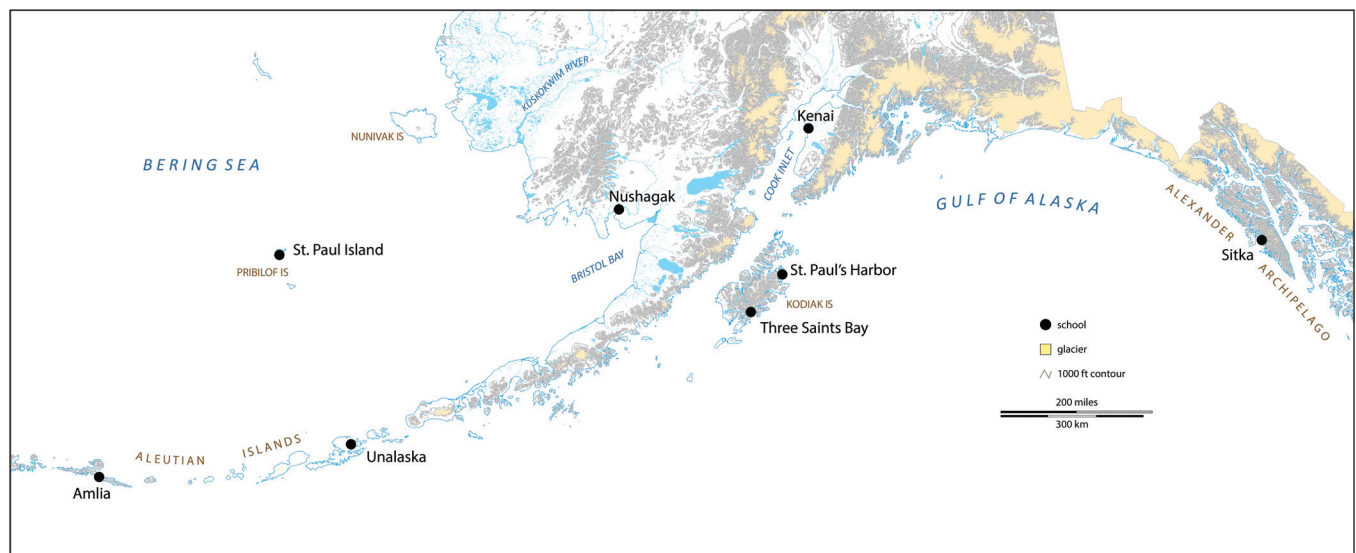 KUSKOKWIM RIVER
Kenai
NUNIVAK IS
BERING SEA
COOK INLET
Nushagak
GULF OF ALASKA
ALEXANDER ARCHIPELAGO
St. Paul Island
PRIBILOF IS
BRISTOL BAY
Sitka
St. Paul's Harbor
KODIAK IS
Three Saints Bay
school
glacier
1000 ft contour
200 miles
300 km
ALEUTIAN ISLANDS
Unalaska
Amlia